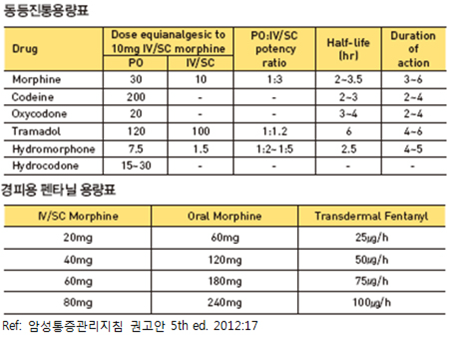 동등진통용량표
Drug Dose equianalgesic to 10mg IV/SC morphine PO:IV/SC potency ratio Half-life (hr) Duration of action
PO IV/SC
Morphine 30 10 1:3 2~3.5 3~6
Codeine 200 - - 2~3 2~4
Oxycodone 20 - - 3~4 2~4
Tramadol 120 100 1:1.2 6 4~6
Hydromorphone 7.5 1.5 1:2~1:5 2.5 4~5
Hydrocodone 15~30 - - - -
경피용 펜타닐 용량표
IV/SC Morphine Oral Morphine Transdermal Fentanyl
20mg 60mg 25㎍/h
40mg 120mg 50㎍/h
60mg 180mg 75㎍/h
80mg 240mg 100㎍/h
Ref: 암성통증관리지침 권고안 5th ed. 2012:17